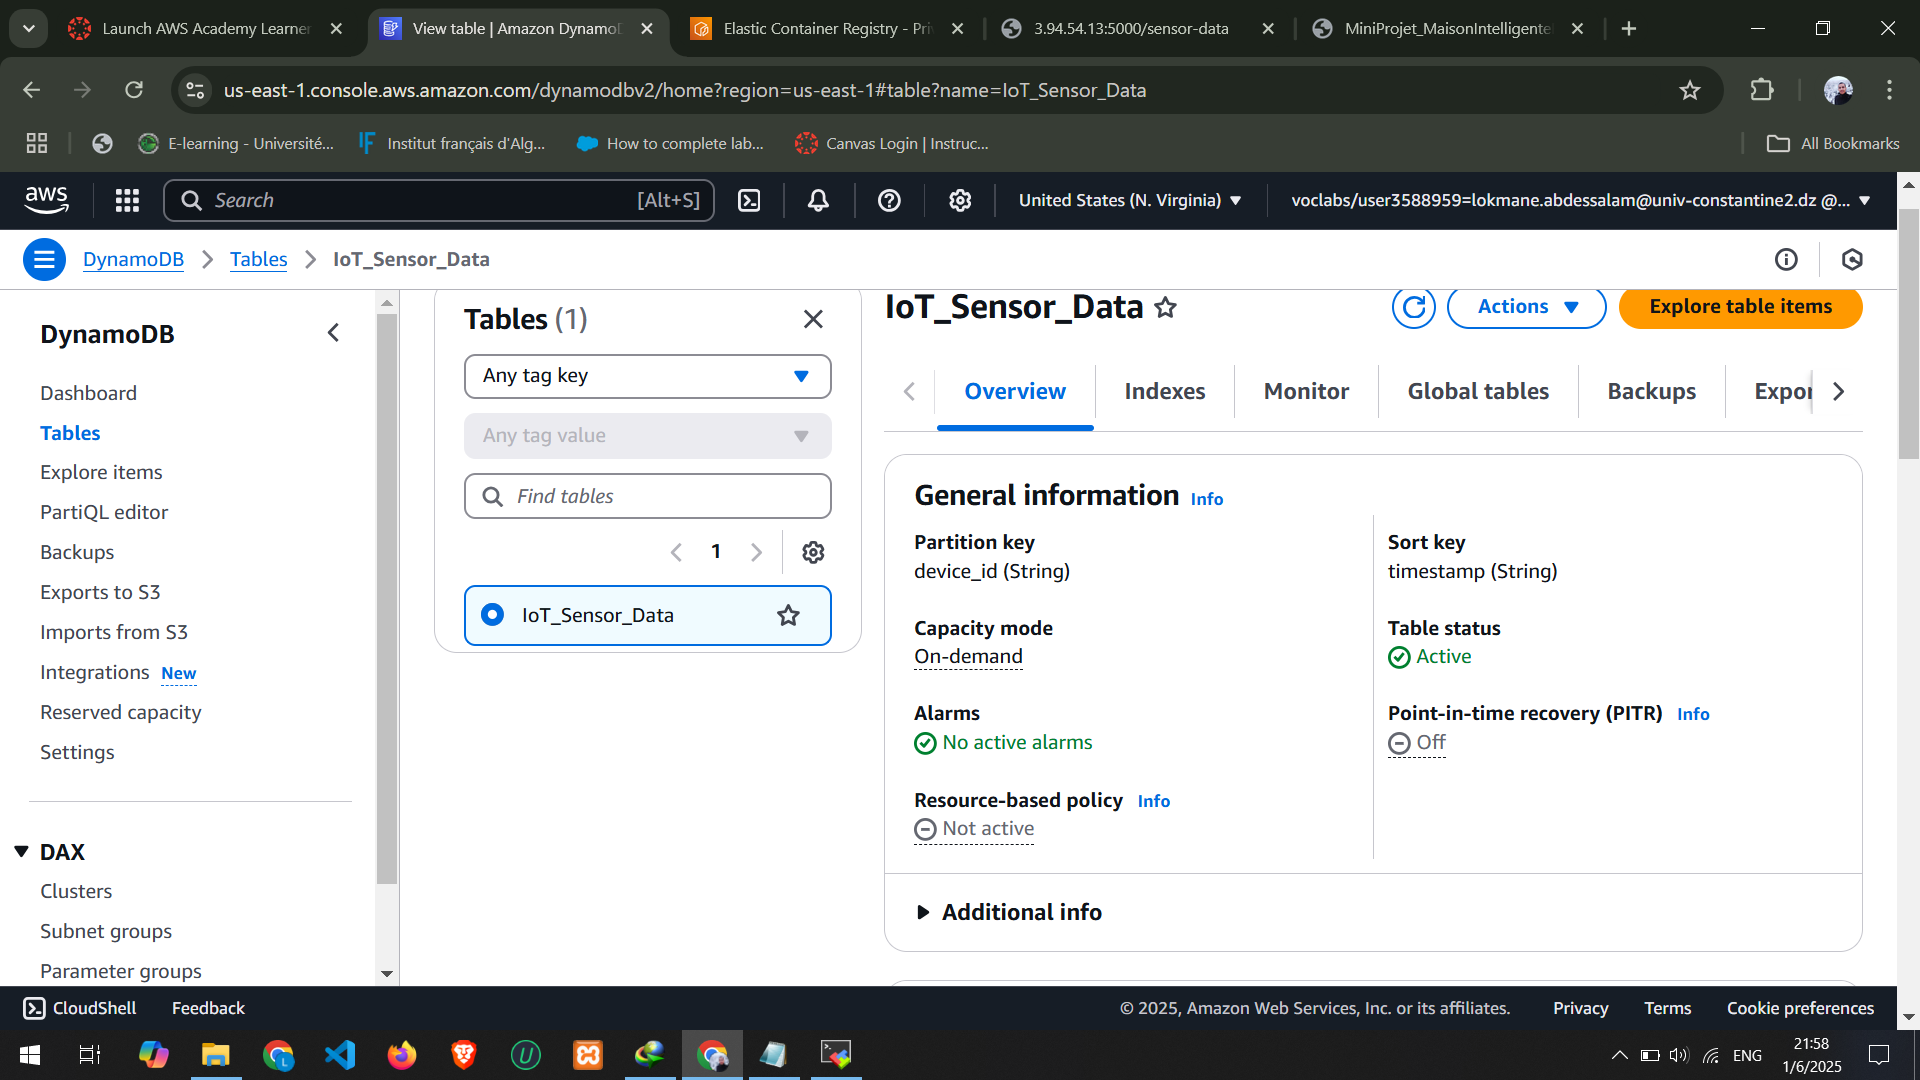 Launch AWS Academy Learner
View table | Amazon DynamoD
Elastic Container Registry - Pri
3.94.54.13:5000/sensor-data
MiniProjet_MaisonIntelligente
us-east-1.console.aws.amazon.com/dynamodbv2/home?region=us-east-1#table?name=IoT_Sensor_Data
E-learning - Université...
Institut français d'Alg...
How to complete lab...
Canvas Login | Instruc...
All Bookmarks
aws
Search
[Alt+S]
United States (N. Virginia)
voclabs/user3588959=lokmane.abdessalam@univ-constantine2.dz @...
DynamoDB
Tables
IoT_Sensor_Data
DynamoDB
Dashboard
Tables
Explore items
PartiQL editor
Backups
Exports to S3
Imports from S3
Integrations New
Reserved capacity
Settings
DAX
Clusters
Subnet groups
Parameter groups
Tables (1)
Any tag key
Any tag value
Find tables
1
IoT_Sensor_Data
IoT_Sensor_Data
Actions
Explore table items
Overview
Indexes
Monitor
Global tables
Backups
Expor
General information Info
Partition key
device_id (String)
Sort key
timestamp (String)
Capacity mode
On-demand
Table status
Active
Alarms
No active alarms
Point-in-time recovery (PITR) Info
Off
Resource-based policy Info
Not active
Additional info
CloudShell
Feedback
© 2025, Amazon Web Services, Inc. or its affiliates.
Privacy
Terms
Cookie preferences
ENG
21:58
1/6/2025